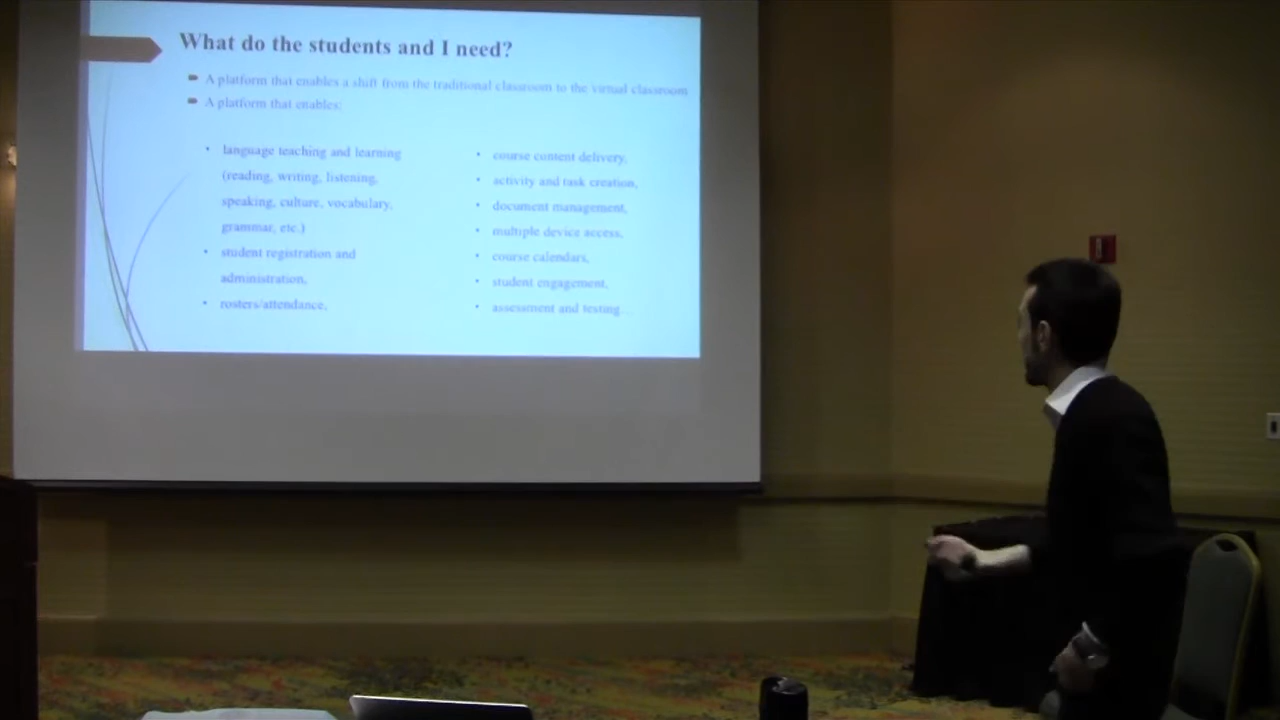 What do the students and I need?
A platform that enables a shift from the traditional classroom to the virtual classroom
A platform that enables:
• language teaching and learning
(reading, writing, listening,
speaking, culture, vocabulary,
grammar, etc.)
• student registration and
administration,
• rosters/attendance,
• course content delivery,
• activity and task creation,
• document management,
• multiple device access,
• course calendars,
• student engagement,
• assessment and testing...